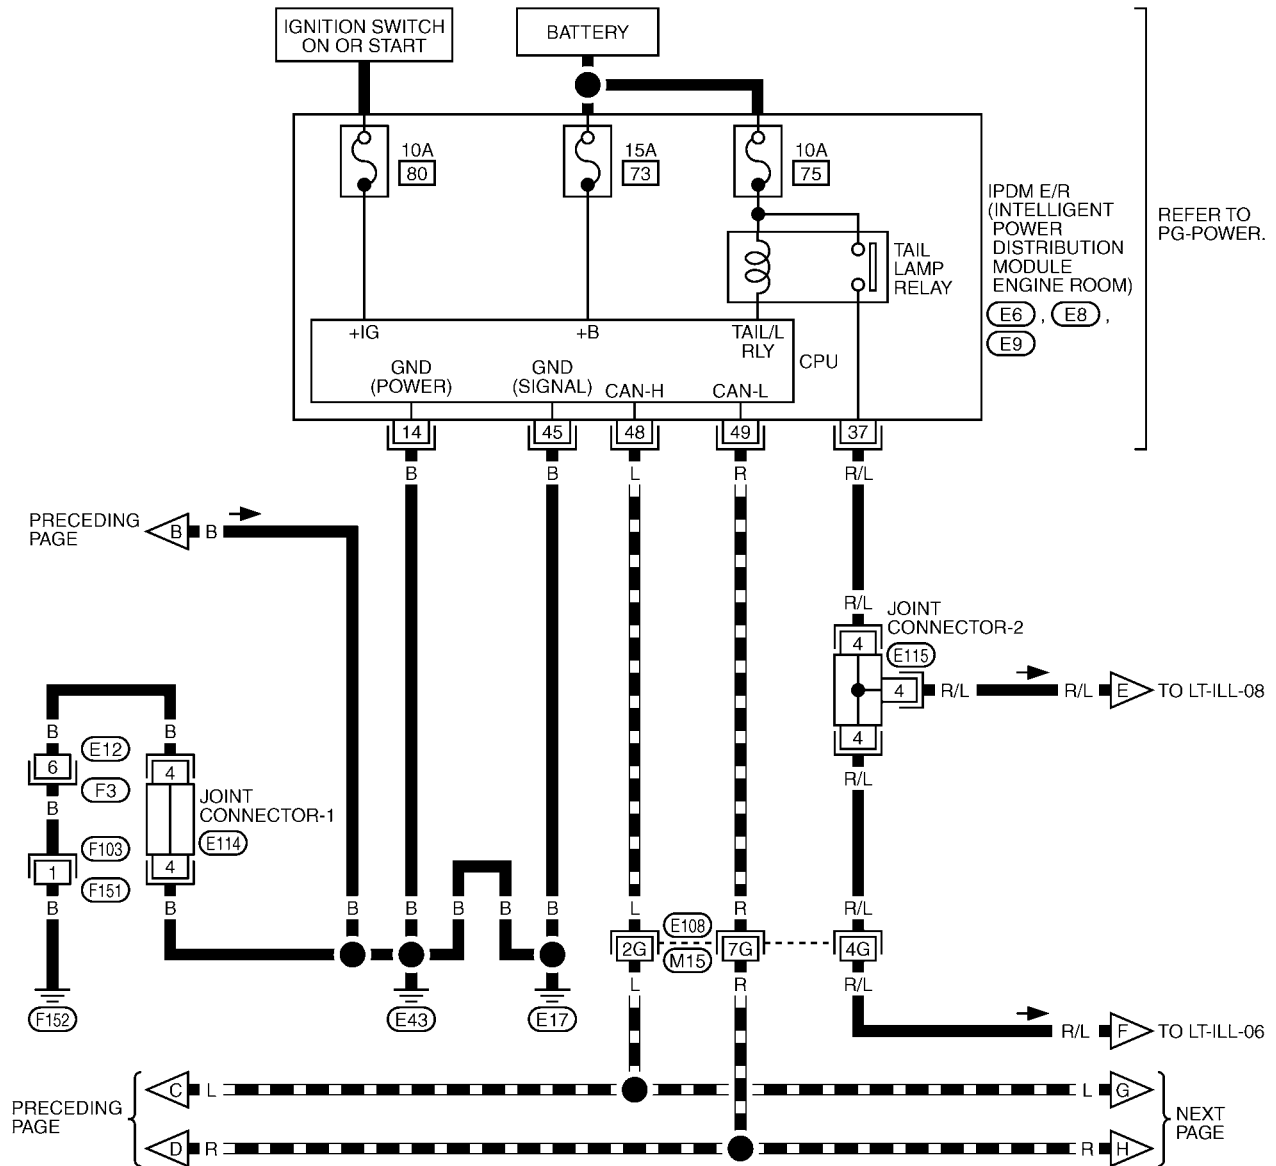 IGNITION SWITCH
ON OR START
BATTERY
10A
80
15A
73
10A
75
IPDM E/R
(INTELLIGENT
POWER
DISTRIBUTION
MODULE
ENGINE ROOM)
E6 , E8 ,
E9
REFER TO
PG-POWER.
TAIL
LAMP
RELAY
+IG
+B
TAIL/L
RLY
CPU
GND
(POWER)
GND
(SIGNAL)
CAN-H
CAN-L
14
45
48
49
37
B
B
L
R
R/L
PRECEDING
PAGE
B
B
R/L
JOINT
CONNECTOR-2
E115
4
4
R/L
R/L
E
TO LT-ILL-08
4
R/L
B
B
6
E12
F3
4
B
JOINT
CONNECTOR-1
E114
F103
1
F151
4
B
B
B
B
B
B
B
L
R
R/L
2G
E108
M15
7G
4G
L
R
R/L
F152
E43
E17
R/L
F
TO LT-ILL-06
PRECEDING
PAGE
C
L
L
G
D
R
R
H
NEXT
PAGE